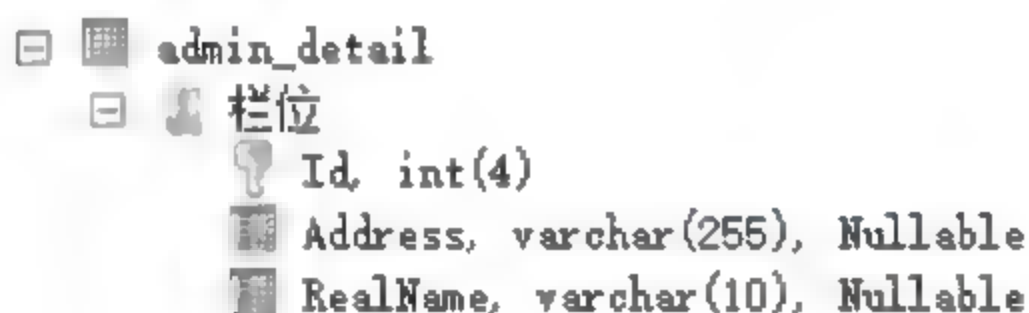 admin_detail
栏位
Id, int(4)
Address, varchar(255), Nullable
RealName, varchar(10), Nullable